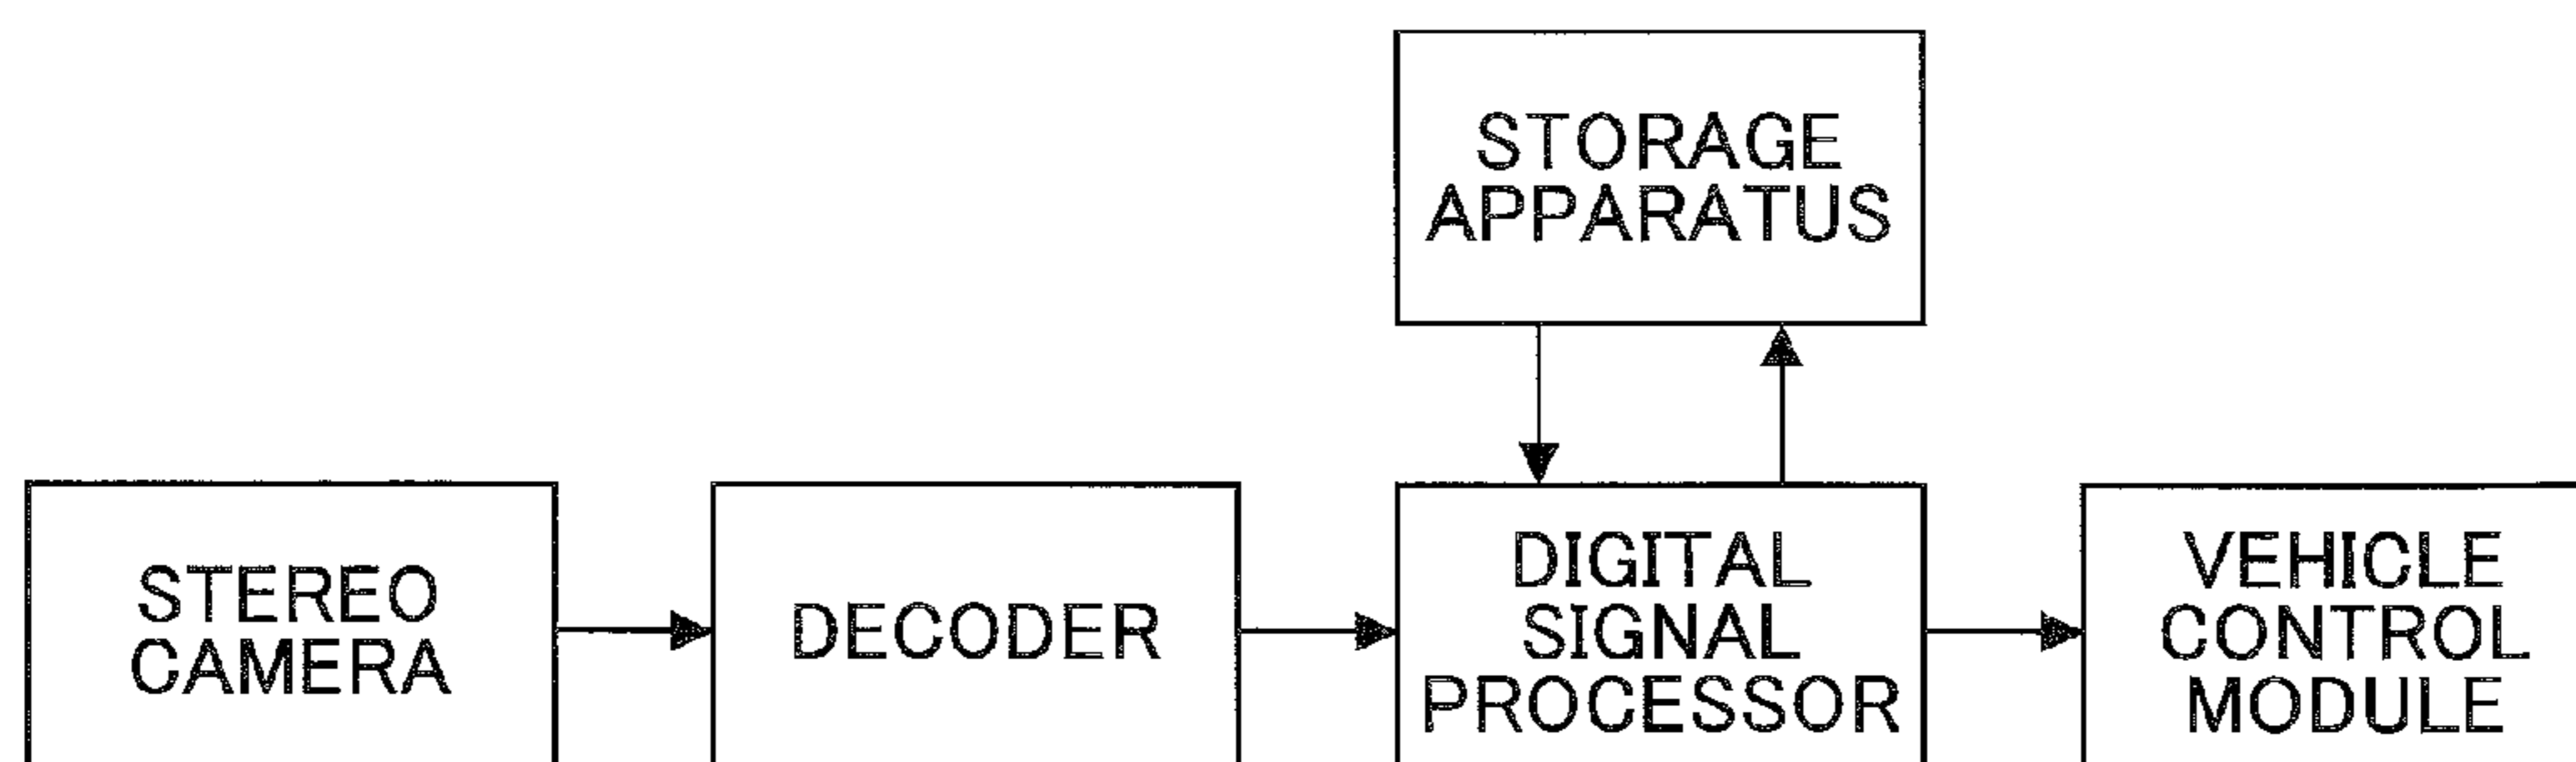 STORAGE
APPARATUS
STEREO
CAMERA
DECODER
DIGITAL
SIGNAL
PROCESSOR
VEHICLE
CONTROL
MODULE